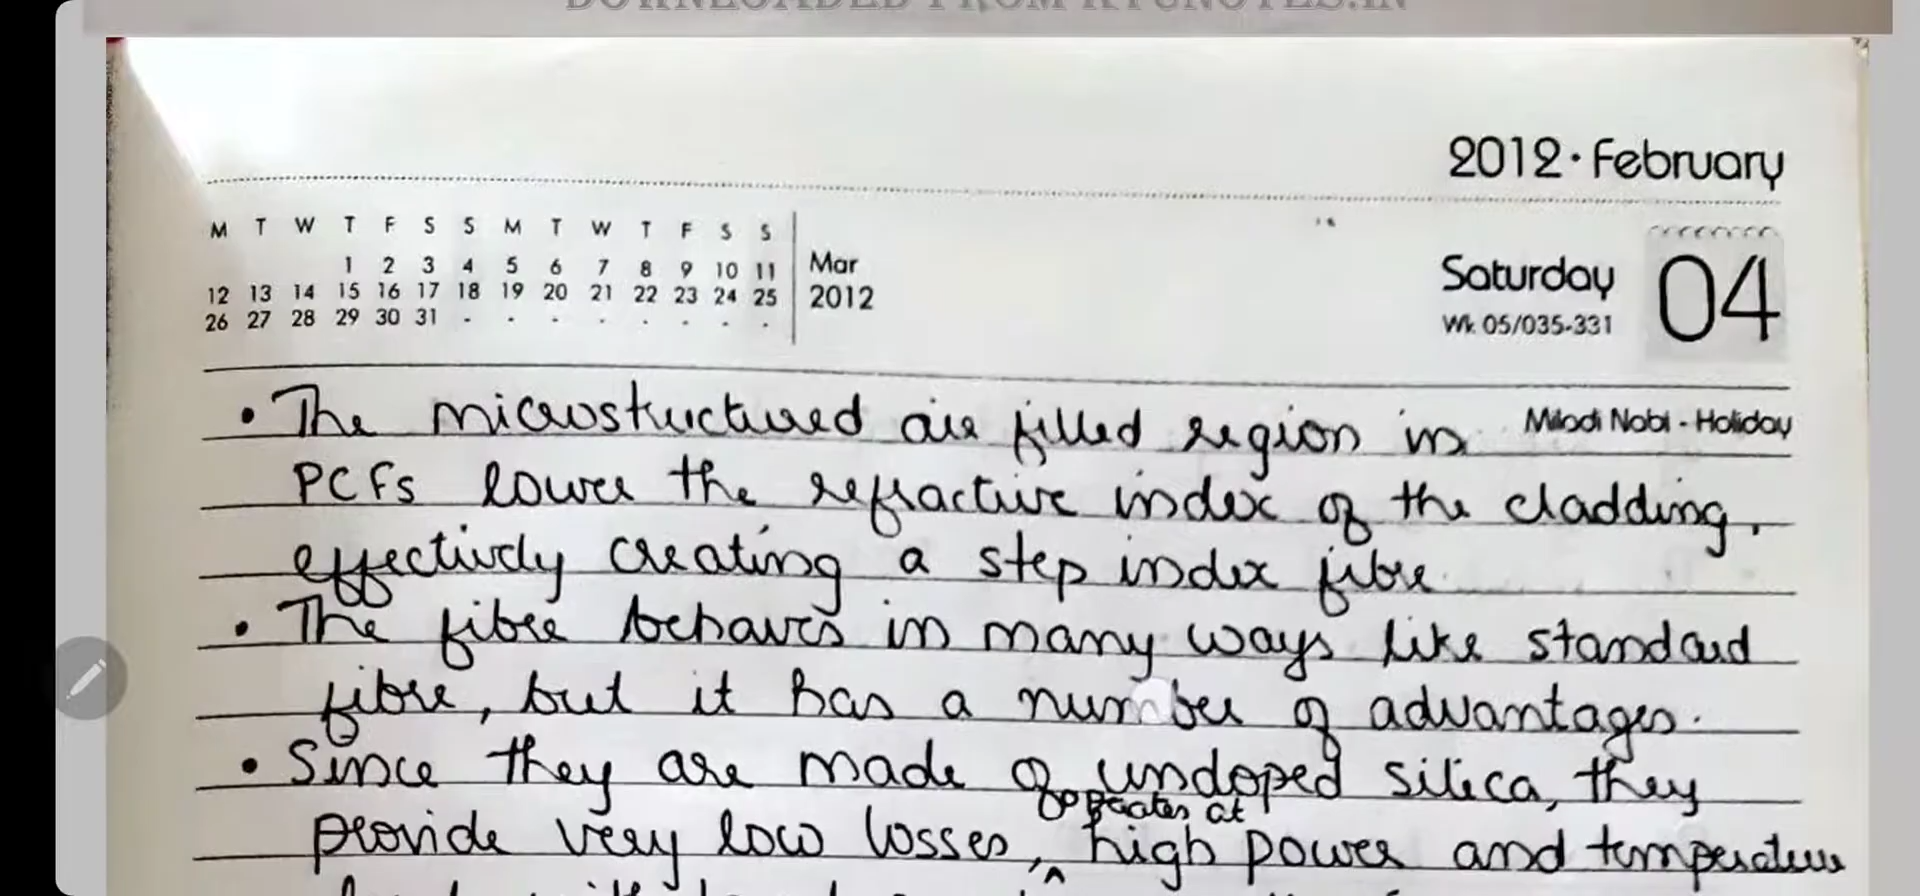 DOWNLOADED FROM KTUNOTES.IN
2012 · February
M T W T F S S M T W T F S S
1 2 3 4 5 6 7 8 9 10 11 Mar
12 13 14 15 16 17 18 19 20 21 22 23 24 25 2012
26 27 28 29 30 31 - - - - - - - -
Saturday 04
Wk 05/035-331
Miladi Nabi - Holiday
• The microstructured air filled region in
PCFs lower the refractive index of the cladding,
effectively creating a step index fibre
• The fibre behaves in many ways like standard
fibre, but it has a number of advantages.
• Since they are made of undoped silica, they
operates at
provide very low losses, ^ high power and temperature